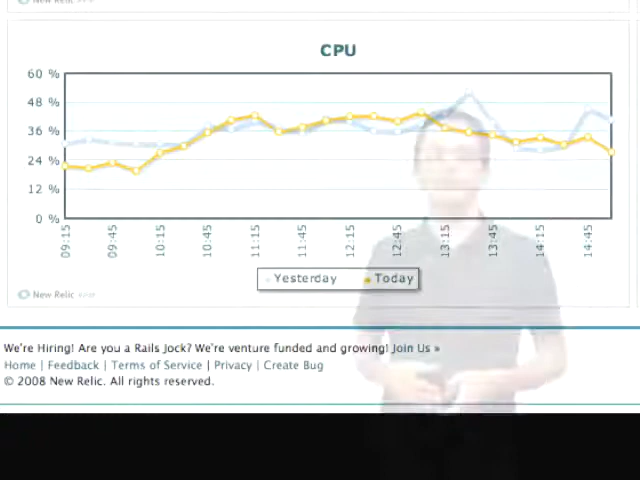 New Relic
CPU
60 %
48 %
36 %
24 %
12 %
0 %
09:15 09:45 10:15 10:45 11:15 11:45 12:15 12:45 13:15 13:45 14:15 14:45
Yesterday Today
New Relic
We're Hiring! Are you a Rails Jock? We're venture funded and growing! Join Us »
Home | Feedback | Terms of Service | Privacy | Create Bug
© 2008 New Relic. All rights reserved.